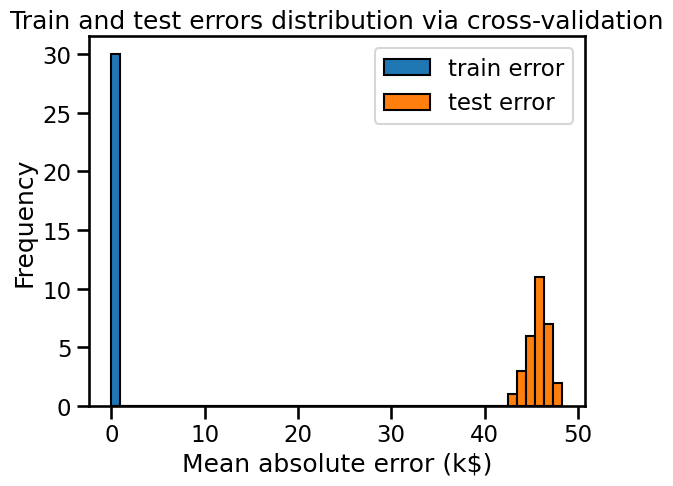 Train and test errors distribution via cross-validation
train error
test error
Frequency
30
25
20
15
10
5
0
0 10 20 30 40 50
Mean absolute error (k$)